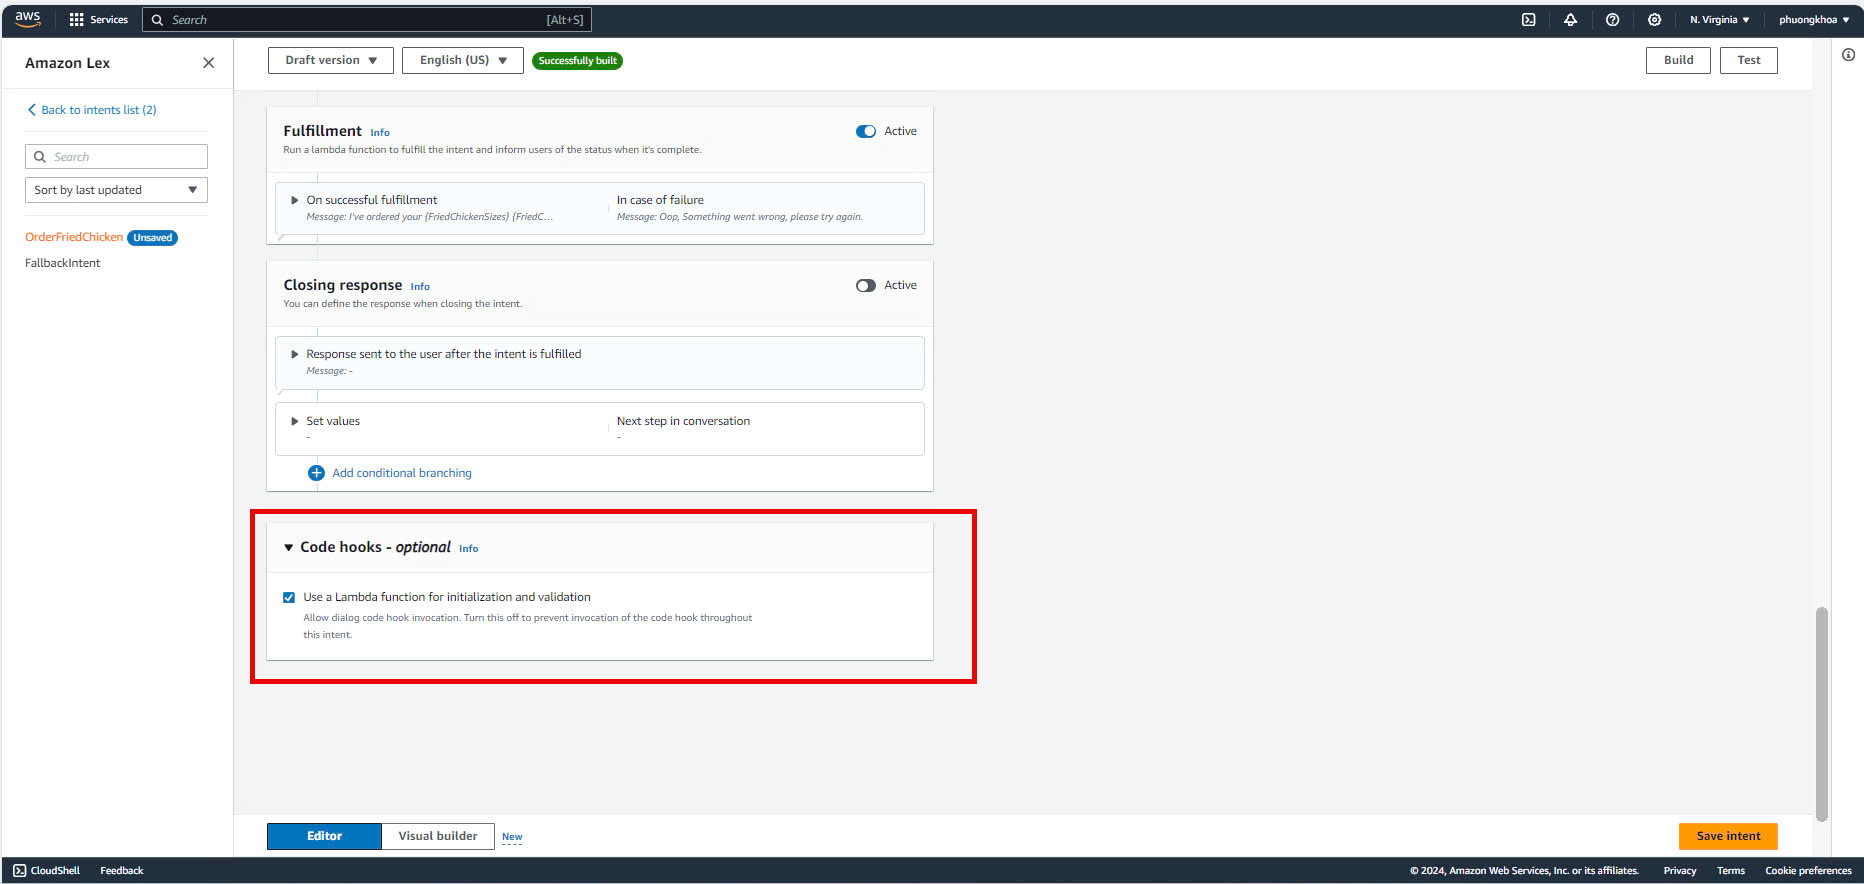 aws
Services
Search
[Alt+S]
N. Virginia
phuongkhoa
Amazon Lex
Back to intents list (2)
Search
Sort by last updated
OrderFriedChicken Unsaved
FallbackIntent
Draft version
English (US)
Successfully built
Build
Test
Fulfillment Info
Active
Run a lambda function to fulfill the intent and inform users of the status when it's complete.
On successful fulfillment
Message: I've ordered your {FriedChickenSizes} {FriedC...
In case of failure
Message: Oop, Something went wrong, please try again.
Closing response Info
Active
You can define the response when closing the intent.
Response sent to the user after the intent is fulfilled
Message: -
Set values
-
Next step in conversation
-
Add conditional branching
Code hooks - optional Info
Use a Lambda function for initialization and validation
Allow dialog code hook invocation. Turn this off to prevent invocation of the code hook throughout
this intent.
Editor
Visual builder
New
Save intent
CloudShell
Feedback
© 2024, Amazon Web Services, Inc. or its affiliates.
Privacy
Terms
Cookie preferences